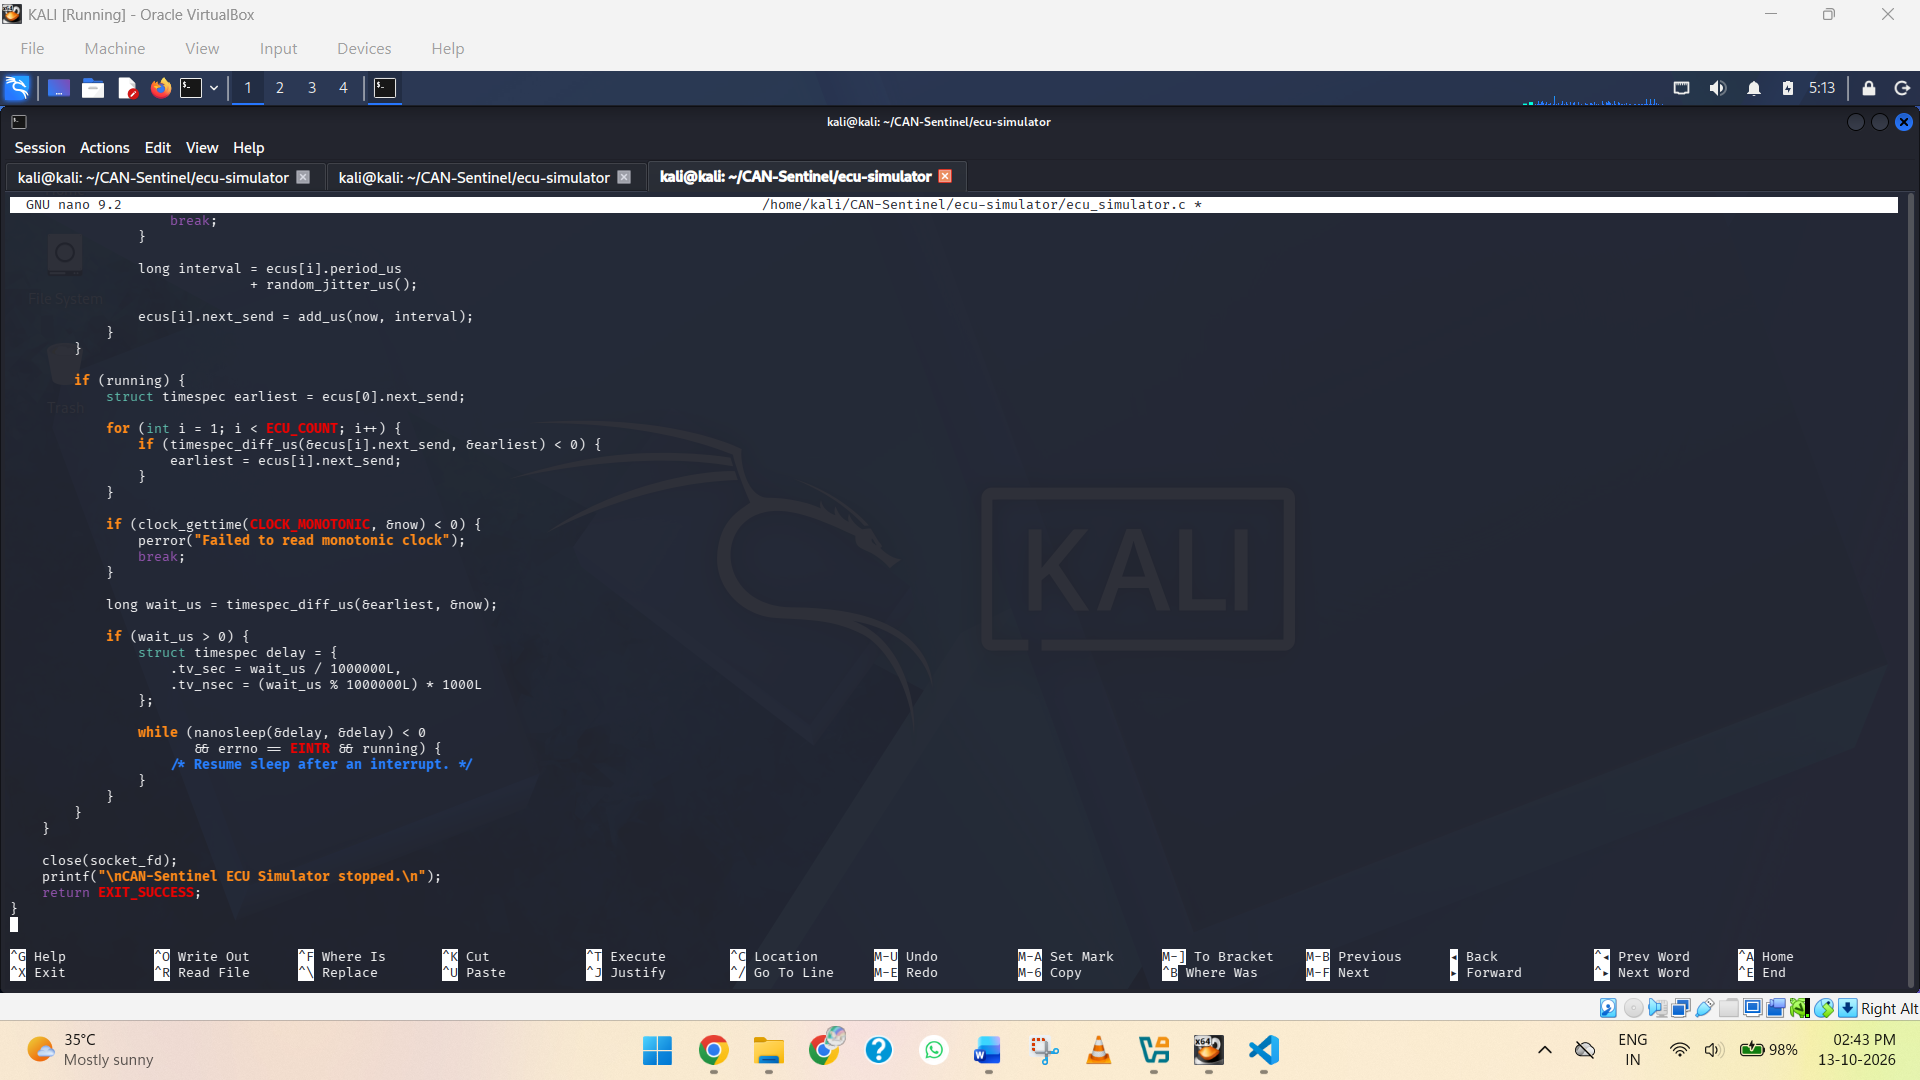 KALI [Running] - Oracle VirtualBox
File Machine View Input Devices Help
1 2 3 4 5:13
kali@kali: ~/CAN-Sentinel/ecu-simulator
Session Actions Edit View Help
kali@kali: ~/CAN-Sentinel/ecu-simulator kali@kali: ~/CAN-Sentinel/ecu-simulator kali@kali: ~/CAN-Sentinel/ecu-simulator
GNU nano 9.2 /home/kali/CAN-Sentinel/ecu-simulator/ecu_simulator.c *
break;
}
long interval = ecus[i].period_us
+ random_jitter_us();
File System
ecus[i].next_send = add_us(now, interval);
}
}
if (running) {
struct timespec earliest = ecus[0].next_send;
Trash
for (int i = 1; i < ECU_COUNT; i++) {
if (timespec_diff_us(&ecus[i].next_send, &earliest) < 0) {
earliest = ecus[i].next_send;
}
}
if (clock_gettime(CLOCK_MONOTONIC, &now) < 0) {
perror("Failed to read monotonic clock");
break;
}
KALI
long wait_us = timespec_diff_us(&earliest, &now);
if (wait_us > 0) {
struct timespec delay = {
.tv_sec = wait_us / 1000000L,
.tv_nsec = (wait_us % 1000000L) * 1000L
};
while (nanosleep(&delay, &delay) < 0
&& errno == EINTR && running) {
/* Resume sleep after an interrupt. */
}
}
}
}
close(socket_fd);
printf("\nCAN-Sentinel ECU Simulator stopped.\n");
return EXIT_SUCCESS;
}
^G Help ^O Write Out ^F Where Is ^K Cut ^T Execute ^C Location M-U Undo M-A Set Mark M-] To Bracket M-B Previous ◂ Back ^◂ Prev Word ^A Home
^X Exit ^R Read File ^\ Replace ^U Paste ^J Justify ^/ Go To Line M-E Redo M-6 Copy ^B Where Was M-F Next ▸ Forward ^▸ Next Word ^E End
Right Alt
35°C
Mostly sunny
ENG
IN
98%
02:43 PM
13-10-2026